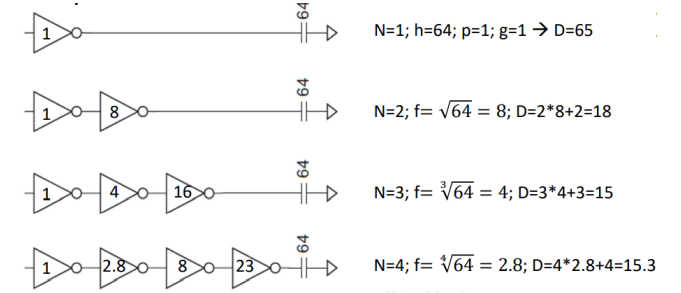 64
1
N=1; h=64; p=1; g=1 → D=65
64
1 8
N=2; f= √64 = 8; D=2*8+2=18
64
1 4 16
N=3; f= ∛64 = 4; D=3*4+3=15
64
1 2.8 8 23
N=4; f= ∜64 = 2.8; D=4*2.8+4=15.3